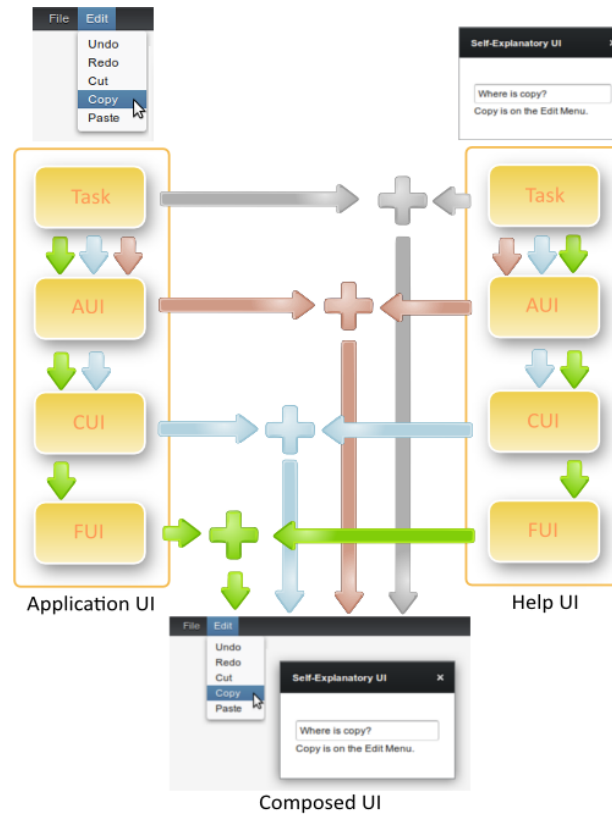 File Edit
Undo
Redo
Cut
Copy
Paste
Self-Explanatory UI x
Where is copy?
Copy is on the Edit Menu.
Task
Task
AUI
AUI
CUI
CUI
FUI
FUI
Application UI
Help UI
File Edit
Undo
Redo
Cut
Copy
Paste
Self-Explanatory UI x
Where is copy?
Copy is on the Edit Menu.
Composed UI